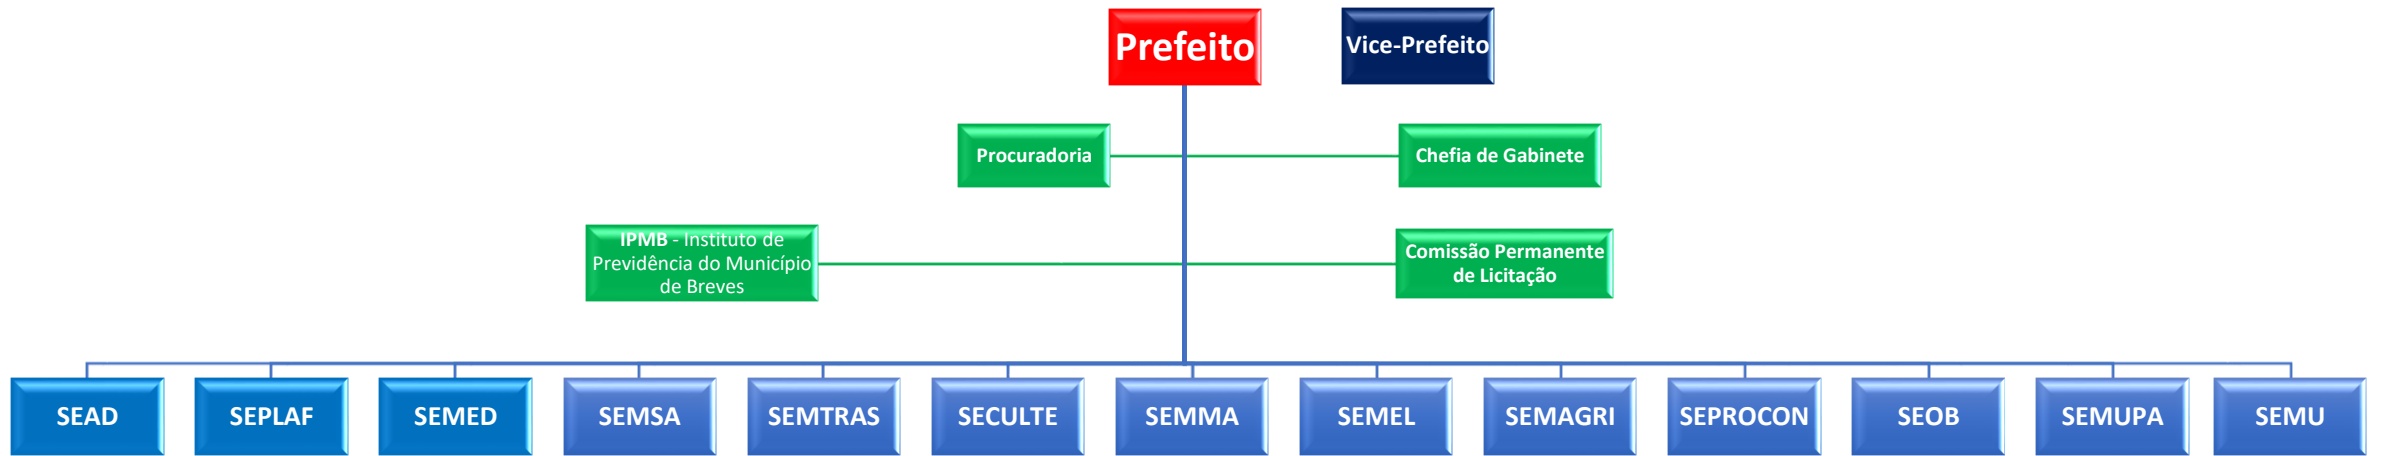 Prefeito
Vice-Prefeito
Procuradoria
Chefia de Gabinete
IPMB - Instituto de
Previdência do Município
de Breves
Comissão Permanente
de Licitação
SEAD
SEPLAF
SEMED
SEMSA
SEMTRAS
SECULTE
SEMMA
SEMEL
SEMAGRI
SEPROCON
SEOB
SEMUPA
SEMU